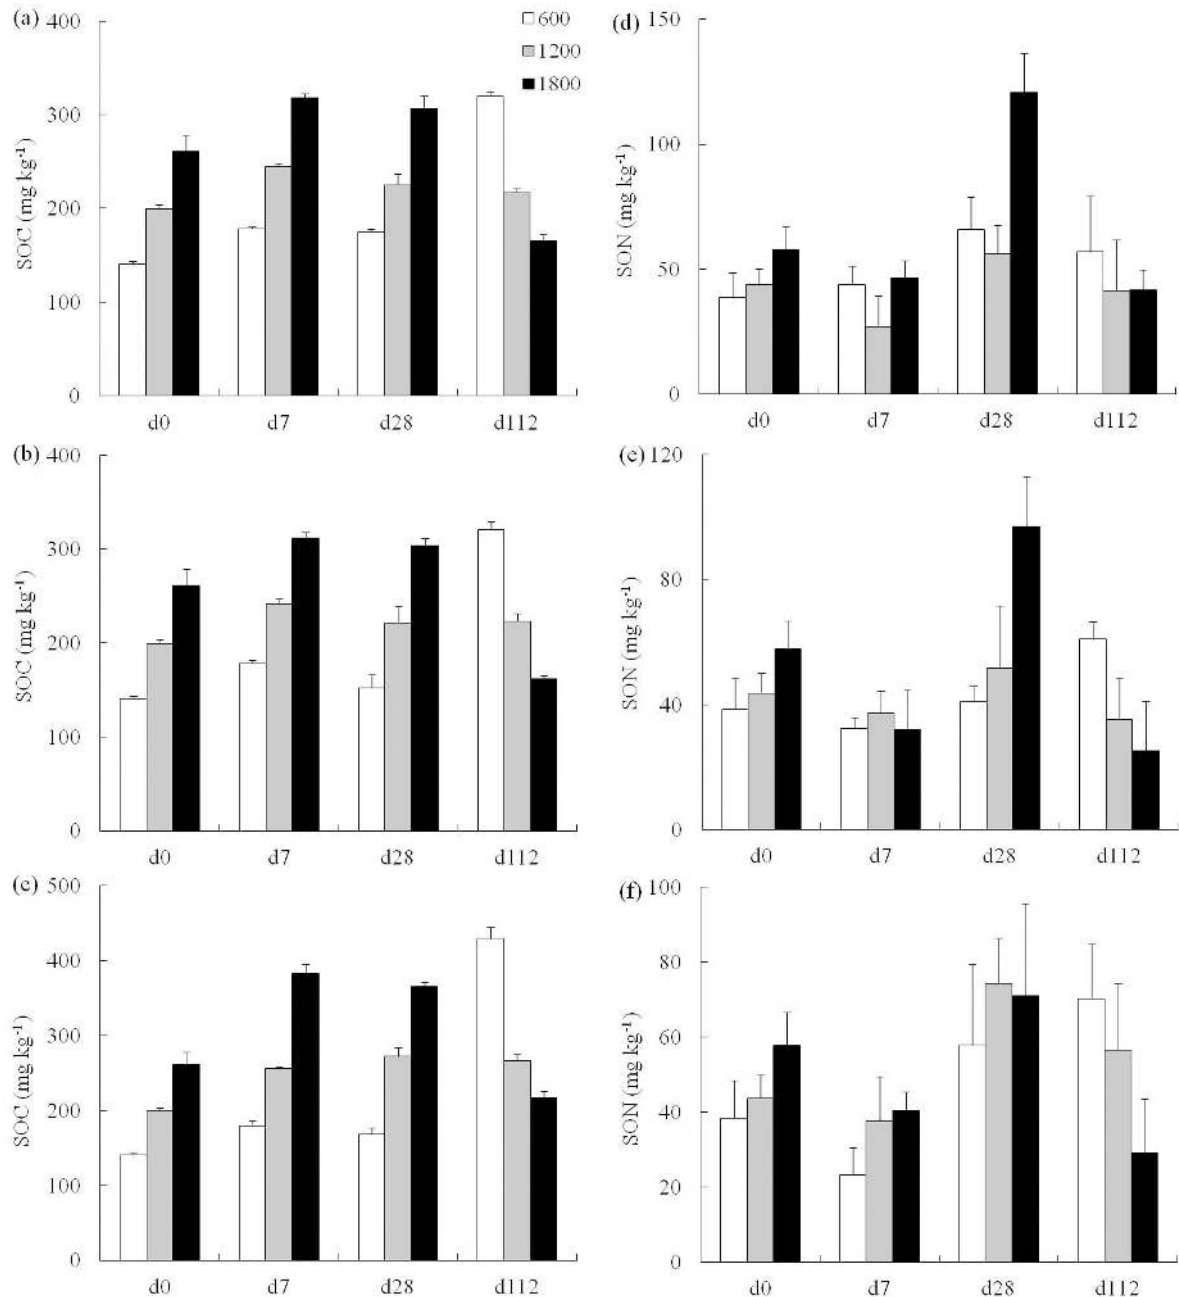 (a)
400
300
200
100
0
SOC (mg kg⁻¹)
600
1200
1800
d0 d7 d28 d112
(d)
150
100
50
0
SON (mg kg⁻¹)
d0 d7 d28 d112
(b)
400
300
200
100
0
SOC (mg kg⁻¹)
d0 d7 d28 d112
(e)
120
80
40
0
SON (mg kg⁻¹)
d0 d7 d28 d112
(c)
500
400
300
200
100
0
SOC (mg kg⁻¹)
d0 d7 d28 d112
(f)
100
80
60
40
20
0
SON (mg kg⁻¹)
d0 d7 d28 d112